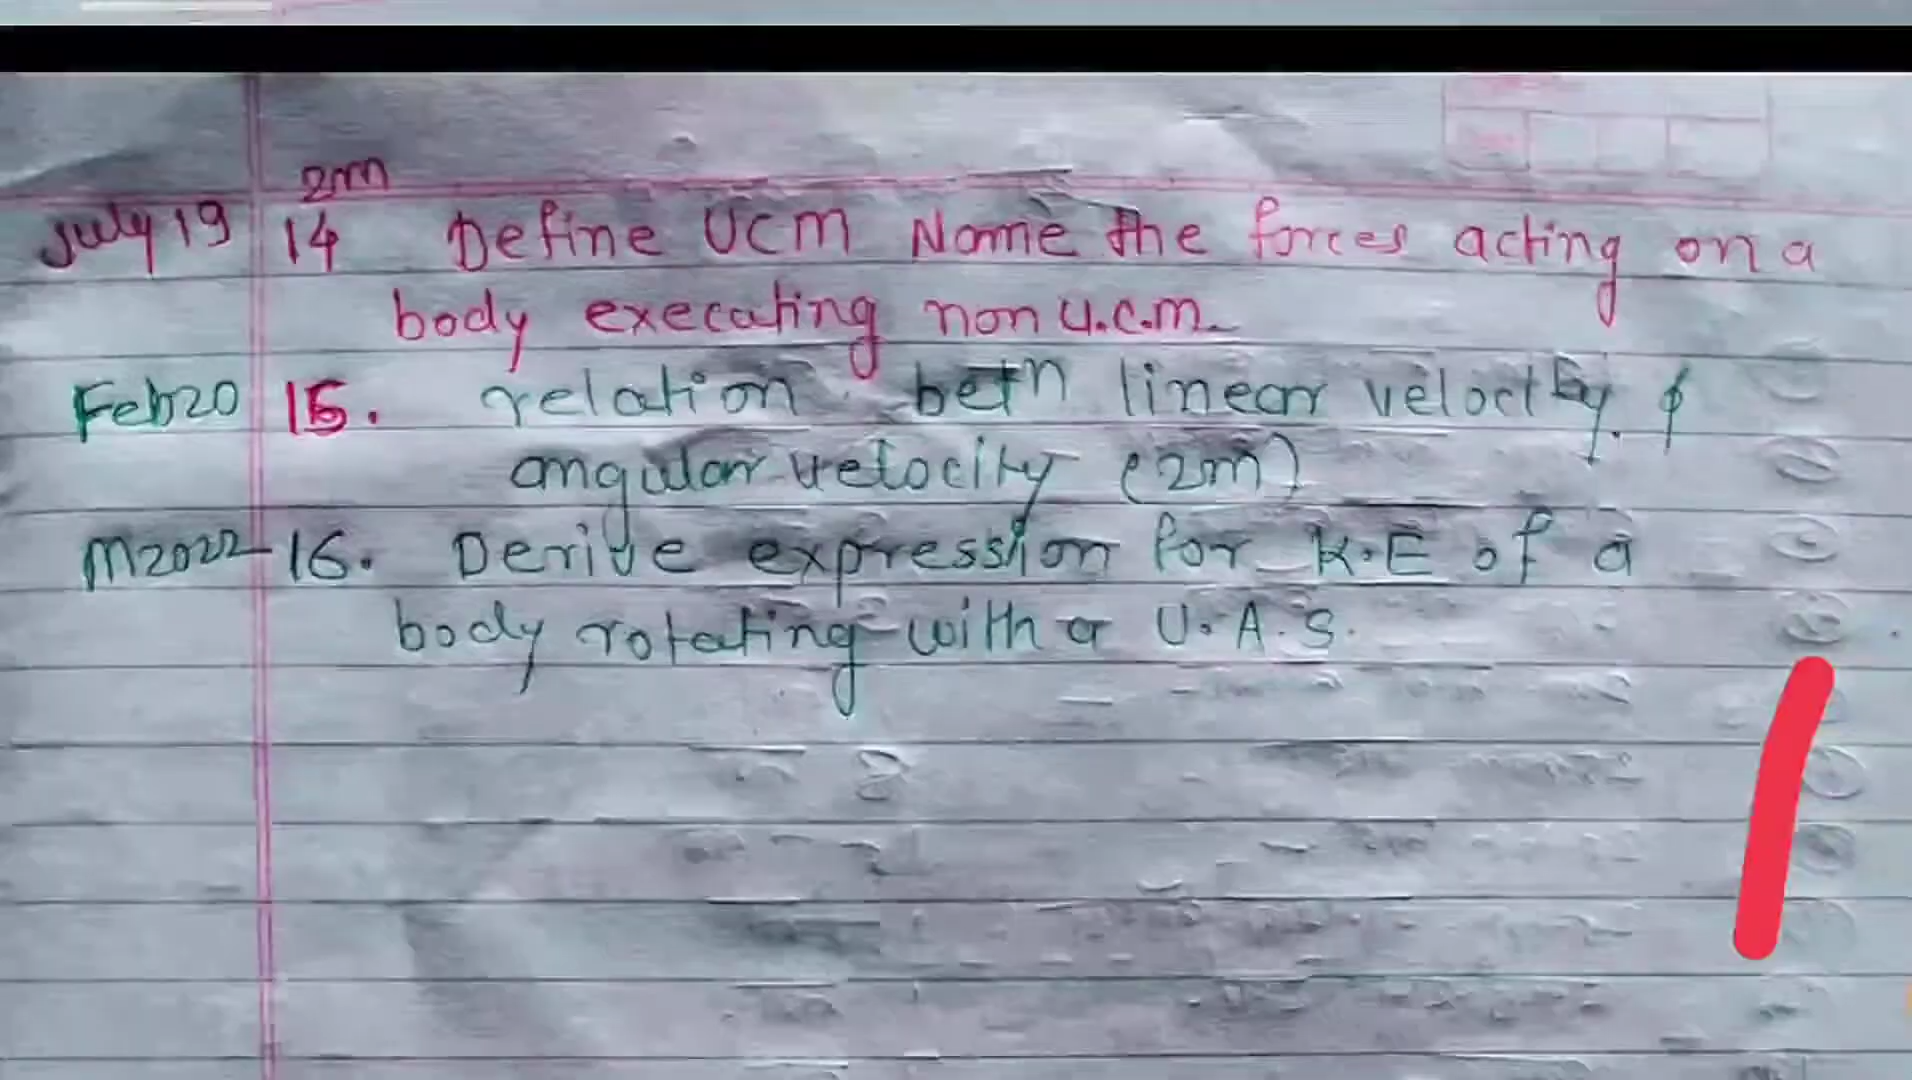 2m
July 19 14 Define UCM Name the forces acting on a
body executing non u.c.m.
Feb20 15. relation betn linear velocity &
angular velocity (2m)
M2022 16. Derive expression for K.E of a
body rotating with a U.A.S.